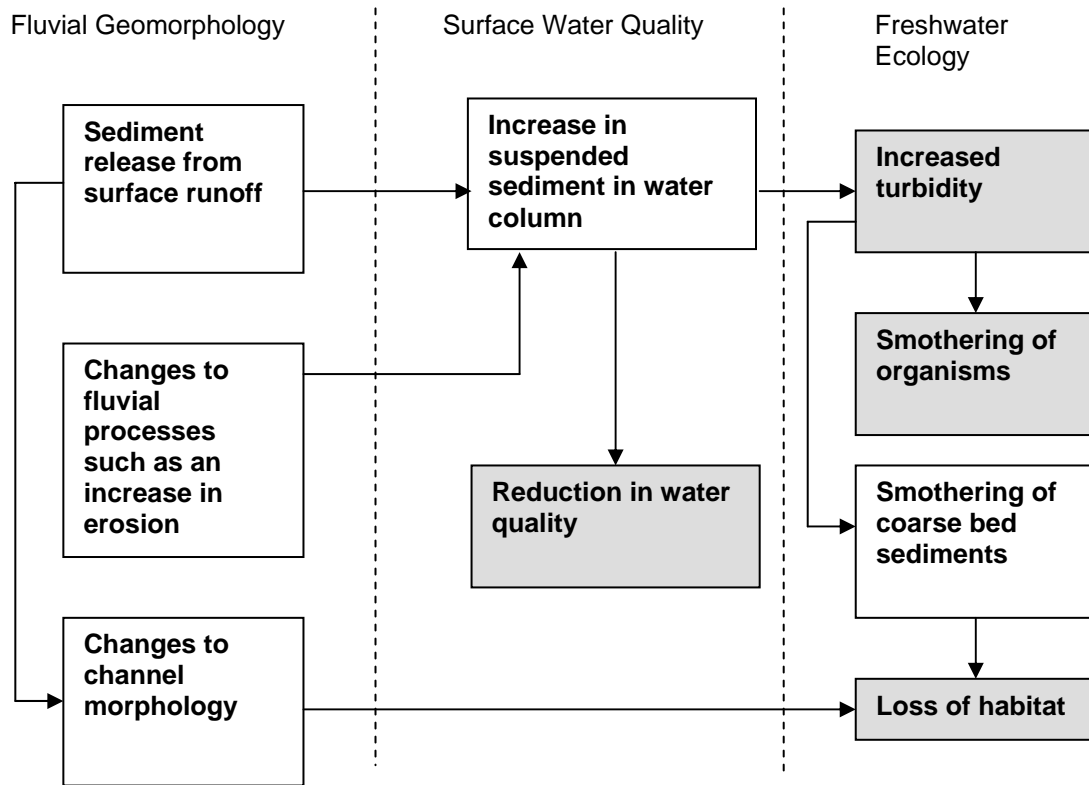 Fluvial Geomorphology
Surface Water Quality
Freshwater
Ecology
Sediment
release from
surface runoff
Changes to
fluvial
processes
such as an
increase in
erosion
Changes to
channel
morphology
Increase in
suspended
sediment in water
column
Reduction in water
quality
Increased
turbidity
Smothering of
organisms
Smothering of
coarse bed
sediments
Loss of habitat